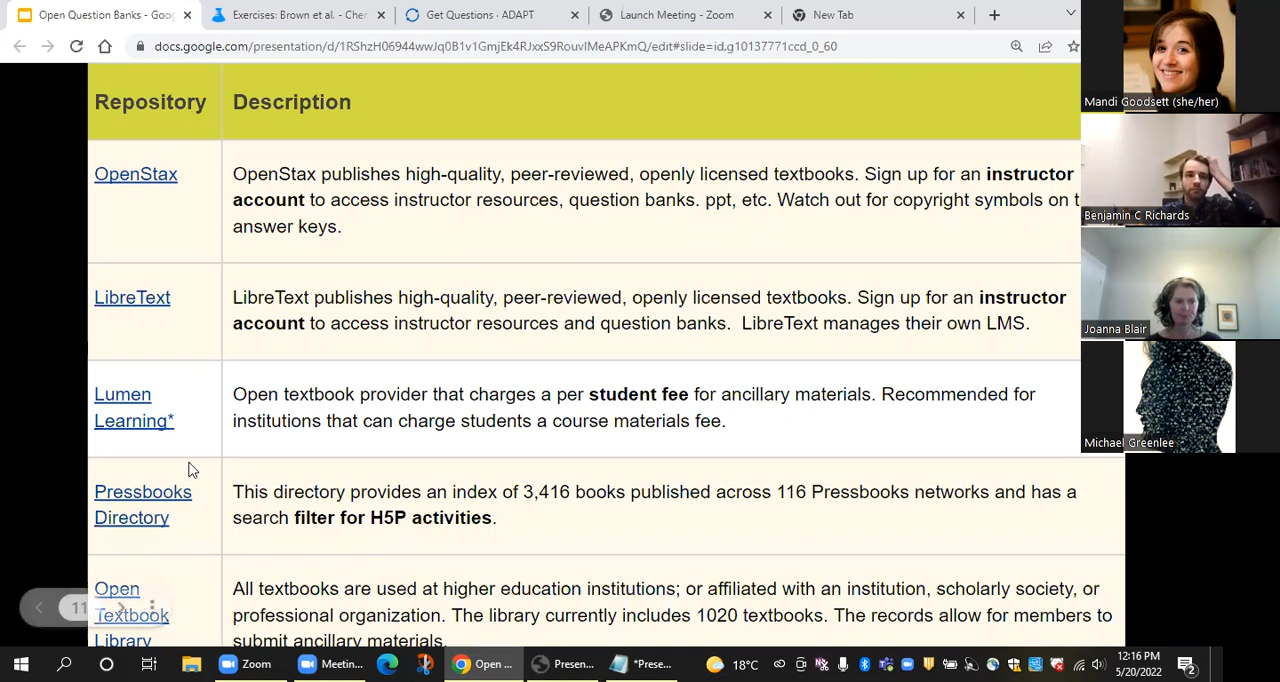 Open Question Banks - Goog
Exercises: Brown et al. - Cher
Get Questions · ADAPT
Launch Meeting - Zoom
New Tab
docs.google.com/presentation/d/1RShzH06944wwJq0B1v1GmjEk4RJxxS9RouvlMeAPKmQ/edit#slide=id.g10137771ccd_0_60
Repository Description
OpenStax
OpenStax publishes high-quality, peer-reviewed, openly licensed textbooks. Sign up for an instructor
account to access instructor resources, question banks. ppt, etc. Watch out for copyright symbols on t
answer keys.
LibreText
LibreText publishes high-quality, peer-reviewed, openly licensed textbooks. Sign up for an instructor
account to access instructor resources and question banks. LibreText manages their own LMS.
Lumen
Learning*
Open textbook provider that charges a per student fee for ancillary materials. Recommended for
institutions that can charge students a course materials fee.
Pressbooks
Directory
This directory provides an index of 3,416 books published across 116 Pressbooks networks and has a
search filter for H5P activities.
Open
Textbook
Library
All textbooks are used at higher education institutions; or affiliated with an institution, scholarly society, or
professional organization. The library currently includes 1020 textbooks. The records allow for members to
submit ancillary materials.
11
Mandi Goodsett (she/her)
Benjamin C Richards
Joanna Blair
Michael Greenlee
Zoom
Meetin...
Open ...
Presen...
*Prese...
18°C
12:16 PM
5/20/2022
2